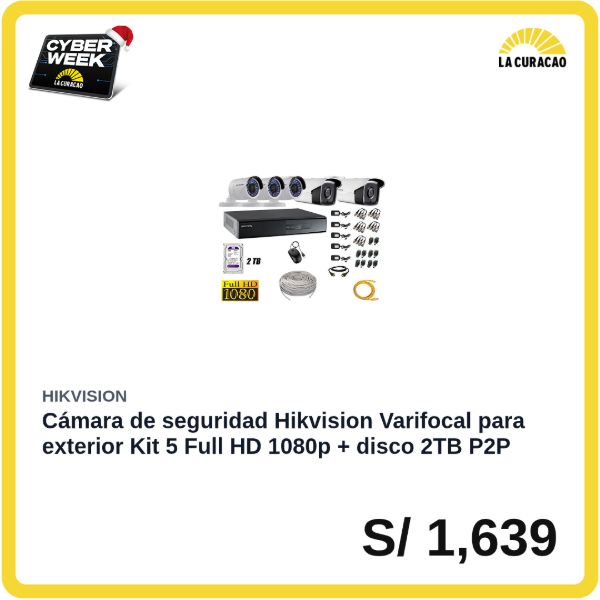 CYBER
WEEK
LA CURACAO
LA CURACAO
2 TB
Full HD
1080
HIKVISION
Cámara de seguridad Hikvision Varifocal para
exterior Kit 5 Full HD 1080p + disco 2TB P2P
S/ 1,639